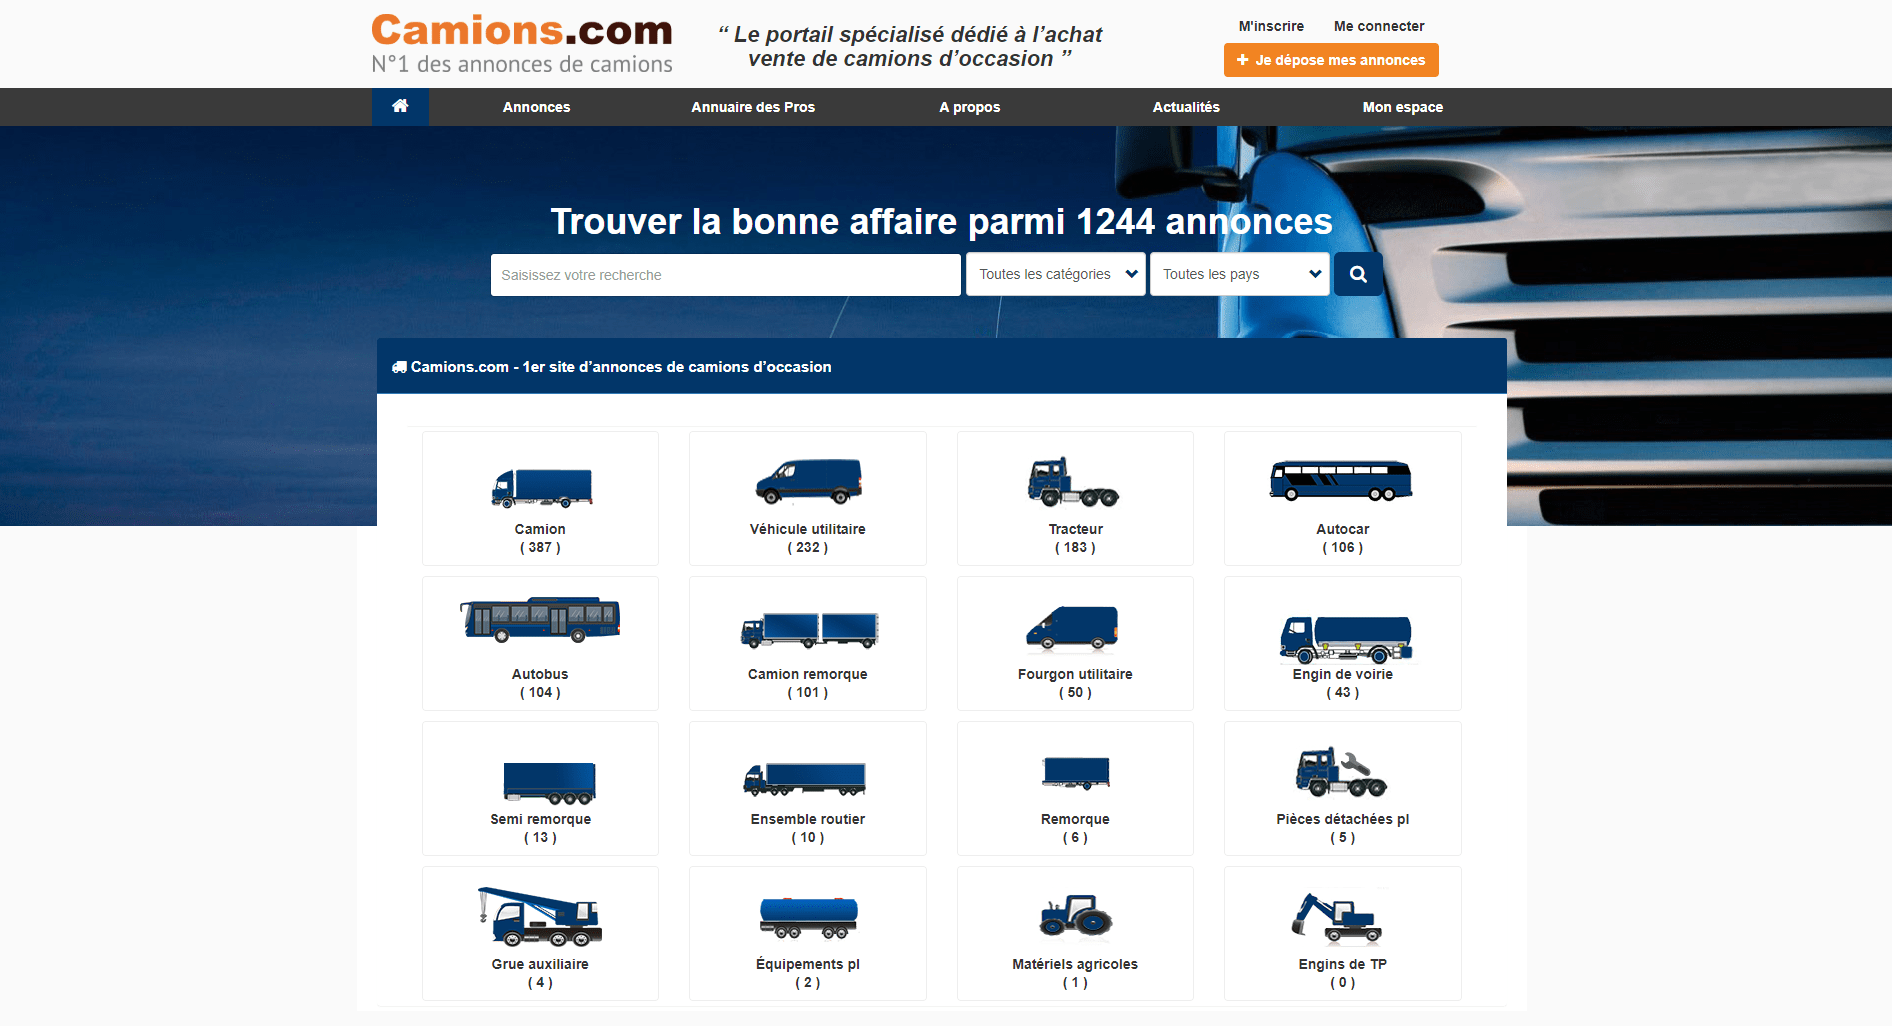 Camions.com
N°1 des annonces de camions
“ Le portail spécialisé dédié à l’achat
vente de camions d’occasion ”
M'inscrire
Me connecter
Je dépose mes annonces
Annonces
Annuaire des Pros
A propos
Actualités
Mon espace
Trouver la bonne affaire parmi 1244 annonces
Saisissez votre recherche
Toutes les catégories
Toutes les pays
Camions.com - 1er site d’annonces de camions d’occasion
Camion
( 387 )
Véhicule utilitaire
( 232 )
Tracteur
( 183 )
Autocar
( 106 )
Autobus
( 104 )
Camion remorque
( 101 )
Fourgon utilitaire
( 50 )
Engin de voirie
( 43 )
Semi remorque
( 13 )
Ensemble routier
( 10 )
Remorque
( 6 )
Pièces détachées pl
( 5 )
Grue auxiliaire
( 4 )
Équipements pl
( 2 )
Matériels agricoles
( 1 )
Engins de TP
( 0 )